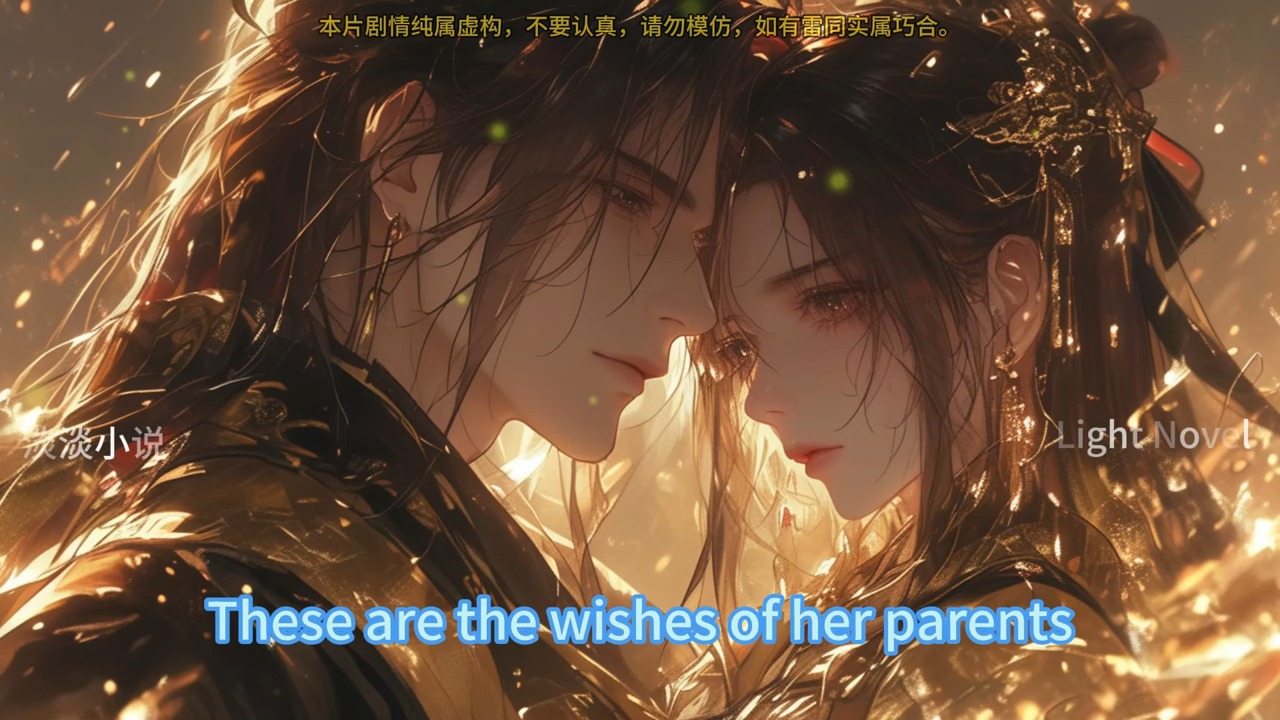 本片剧情纯属虚构，不要认真，请勿模仿，如有雷同实属巧合。
淡淡小说
Light Novel
These are the wishes of her parents